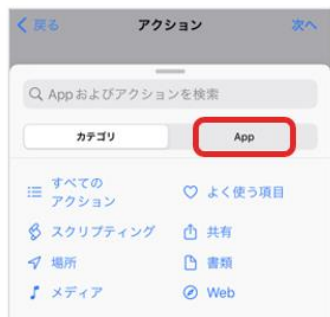 戻る アクション 次へ
Appおよびアクションを検索
カテゴリ App
すべての
アクション
よく使う項目
スクリプティング 共有
場所 書類
メディア Web